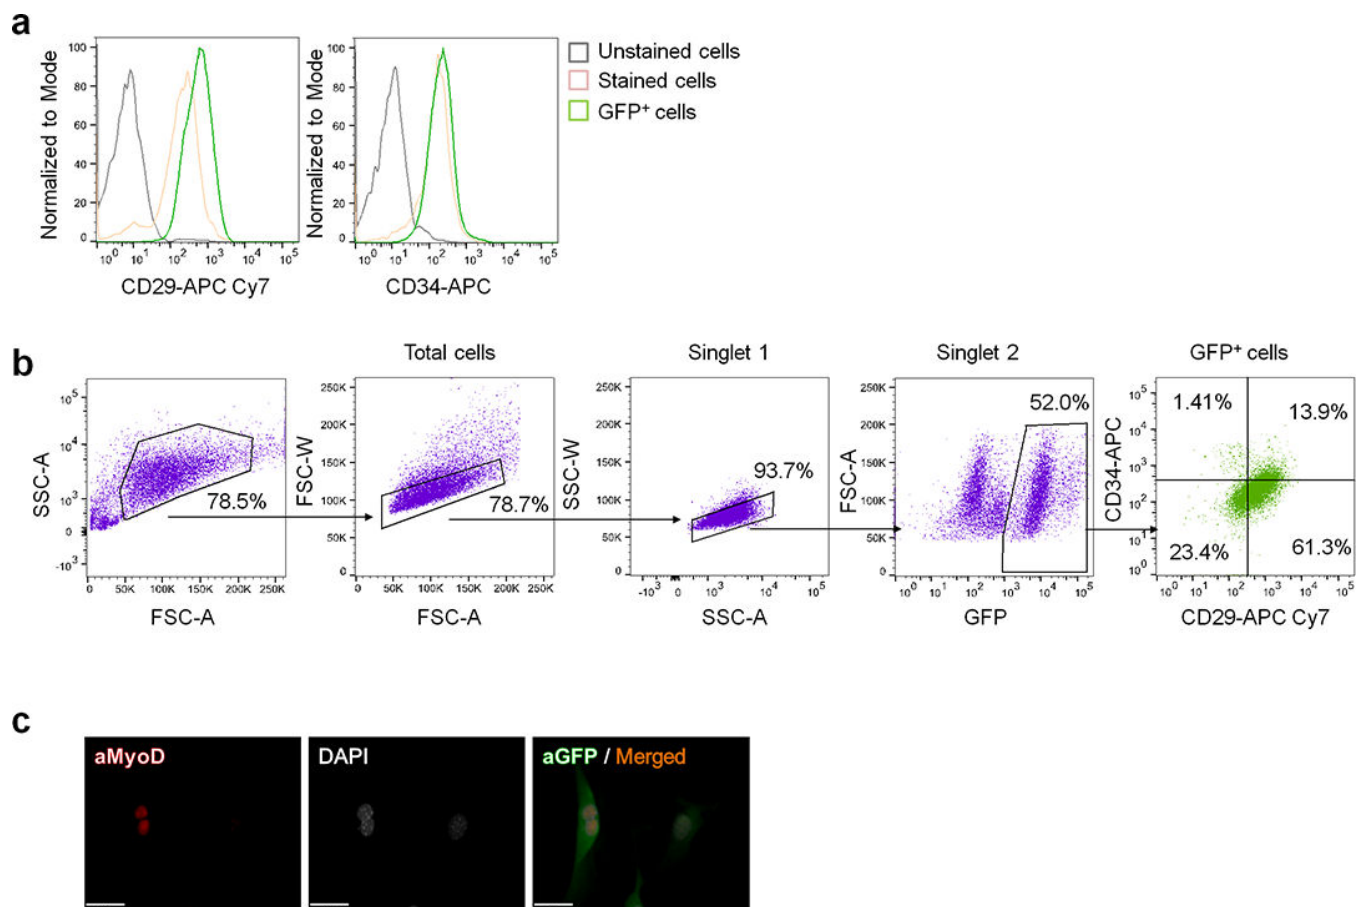 a
Normalized to Mode
100
80
60
40
20
0
10⁰ 10¹ 10² 10³ 10⁴ 10⁵
CD29-APC Cy7
Normalized to Mode
100
80
60
40
20
0
10⁰ 10¹ 10² 10³ 10⁴ 10⁵
CD34-APC
Unstained cells
Stained cells
GFP⁺ cells
b
SSC-A
10⁵
10⁴
10³
0
-10³
78.5%
0 50K 100K 150K 200K 250K
FSC-A
Total cells
FSC-W
250K
200K
150K
100K
50K
0
78.7%
0 50K 100K 150K 200K 250K
FSC-A
Singlet 1
SSC-W
250K
200K
150K
100K
50K
0
93.7%
-10³ 0 10³ 10⁴ 10⁵
SSC-A
Singlet 2
FSC-A
250K
200K
150K
100K
50K
0
52.0%
10⁰ 10¹ 10² 10³ 10⁴ 10⁵
GFP
GFP⁺ cells
CD34-APC
10⁵
10⁴
10³
10²
10¹
10⁰
1.41% 13.9%
23.4% 61.3%
10⁰ 10¹ 10² 10³ 10⁴ 10⁵
CD29-APC Cy7
c
aMyoD
DAPI
aGFP / Merged